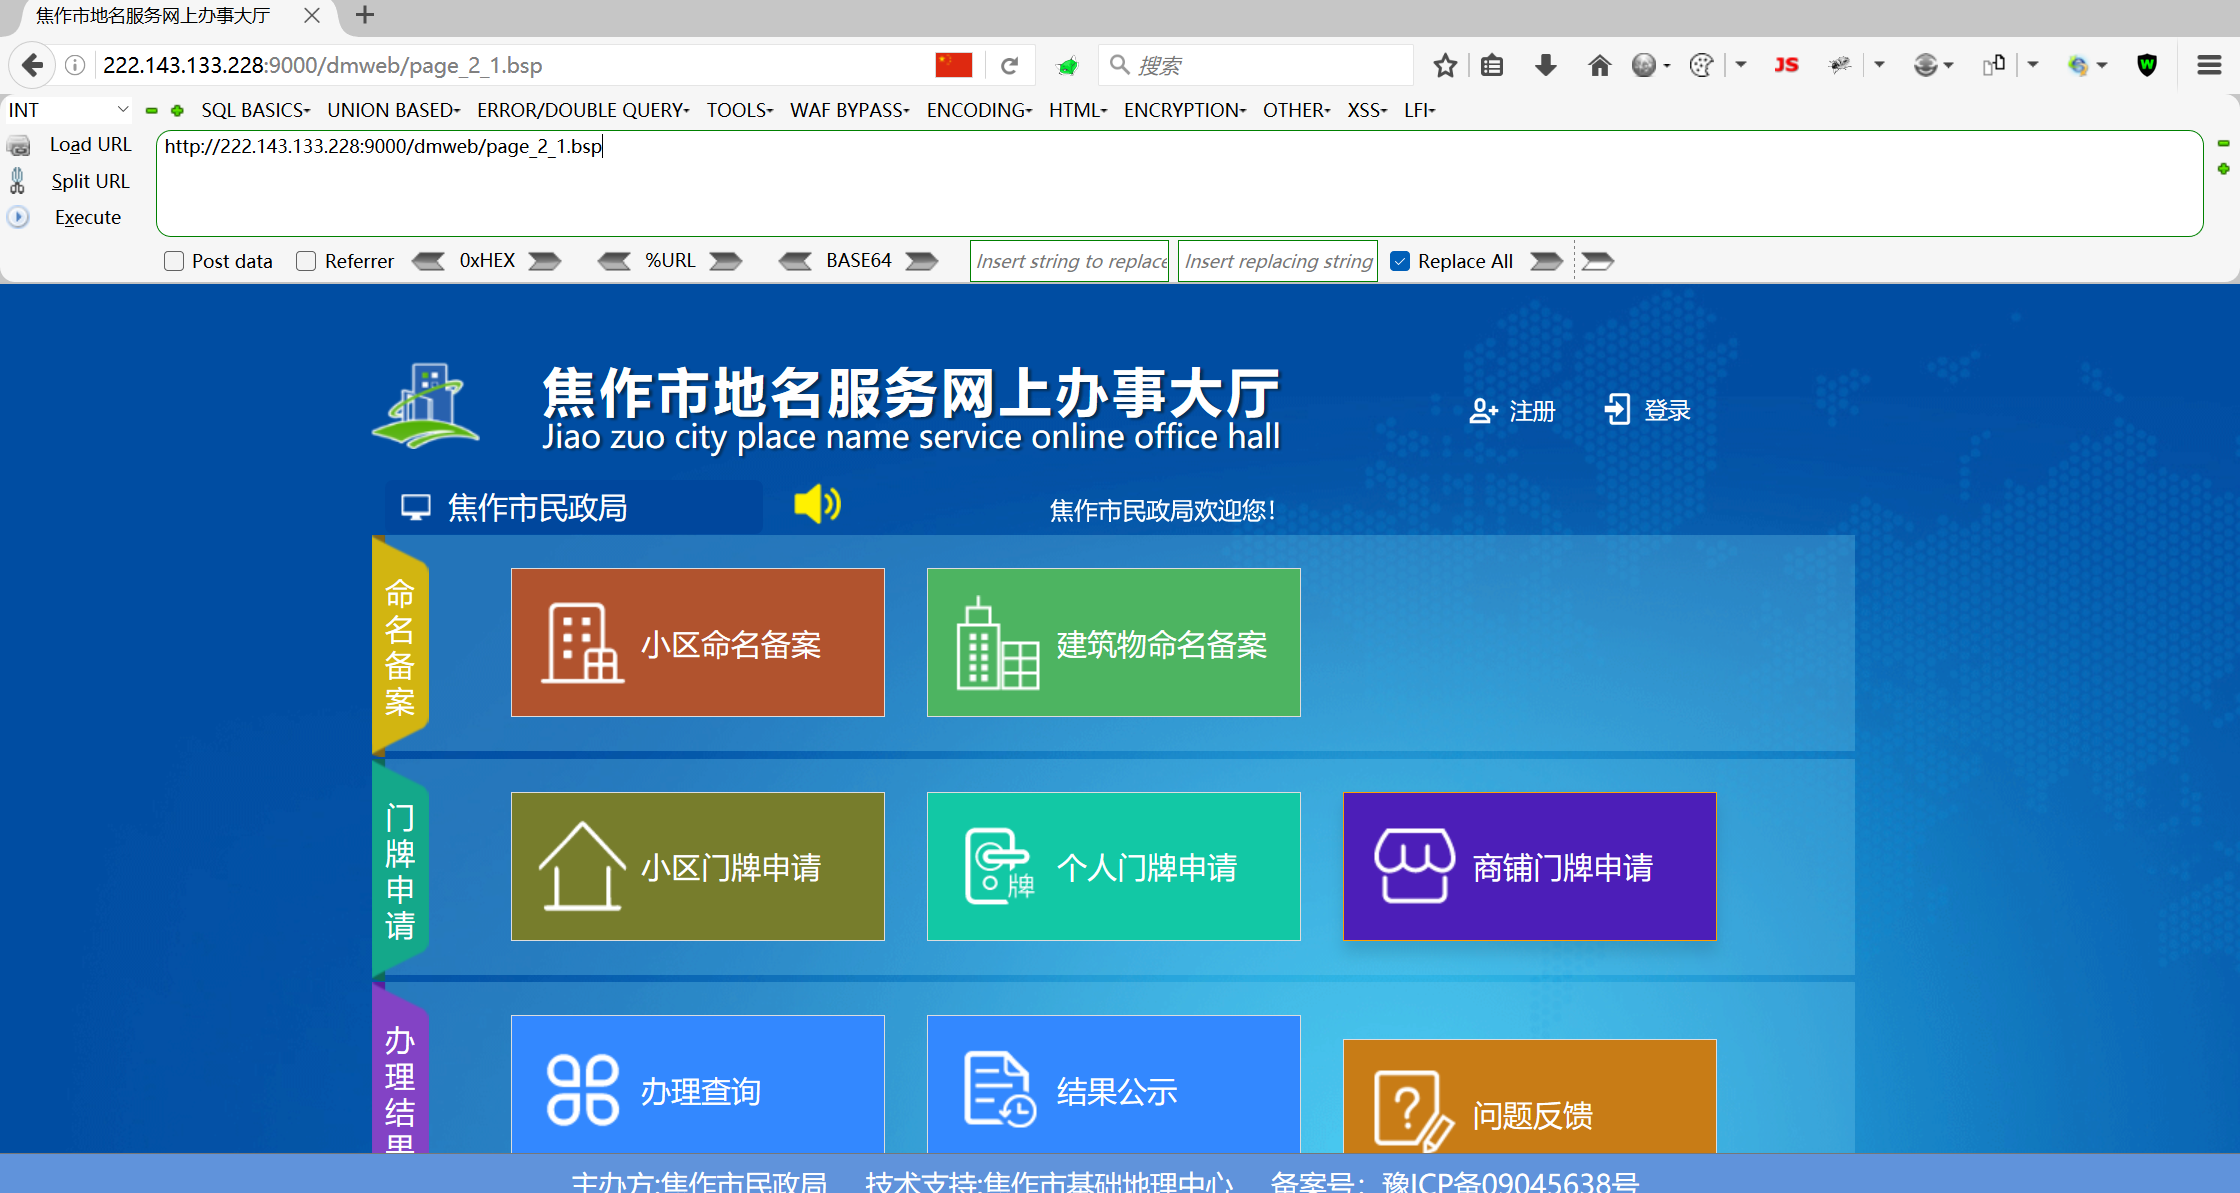 焦作市地名服务网上办事大厅
222.143.133.228:9000/dmweb/page_2_1.bsp
搜索
JS
INT
SQL BASICS
UNION BASED
ERROR/DOUBLE QUERY
TOOLS
WAF BYPASS
ENCODING
HTML
ENCRYPTION
OTHER
XSS
LFI
Load URL
http://222.143.133.228:9000/dmweb/page_2_1.bsp
Split URL
Execute
Post data
Referrer
0xHEX
%URL
BASE64
Insert string to replace
Insert replacing string
Replace All
焦作市地名服务网上办事大厅
Jiao zuo city place name service online office hall
注册
登录
焦作市民政局
焦作市民政局欢迎您!
命名备案
小区命名备案
建筑物命名备案
门牌申请
小区门牌申请
牌
个人门牌申请
商铺门牌申请
办理结果
办理查询
结果公示
问题反馈
主办方:焦作市民政局
技术支持:焦作市基础地理中心
备案号：豫ICP备09045638号